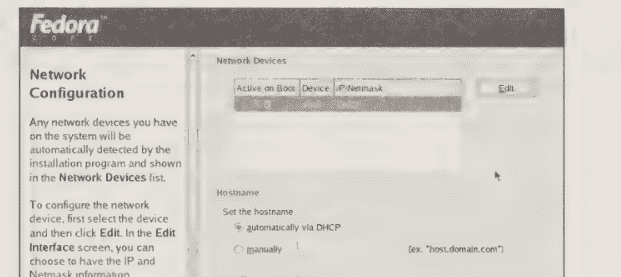 Fedora
CORE
Network
Configuration
Any network devices you have
on the system will be
automatically detected by the
installation program and shown
in the Network Devices list.
To configure the network
device, first select the device
and then click Edit. In the Edit
Interface screen, you can
choose to have the IP and
Netmask information
Network Devices
Active on Boot Device IP/Netmask
Edit
Hostname
Set the hostname
automatically via DHCP
manually (ex. "host.domain.com")